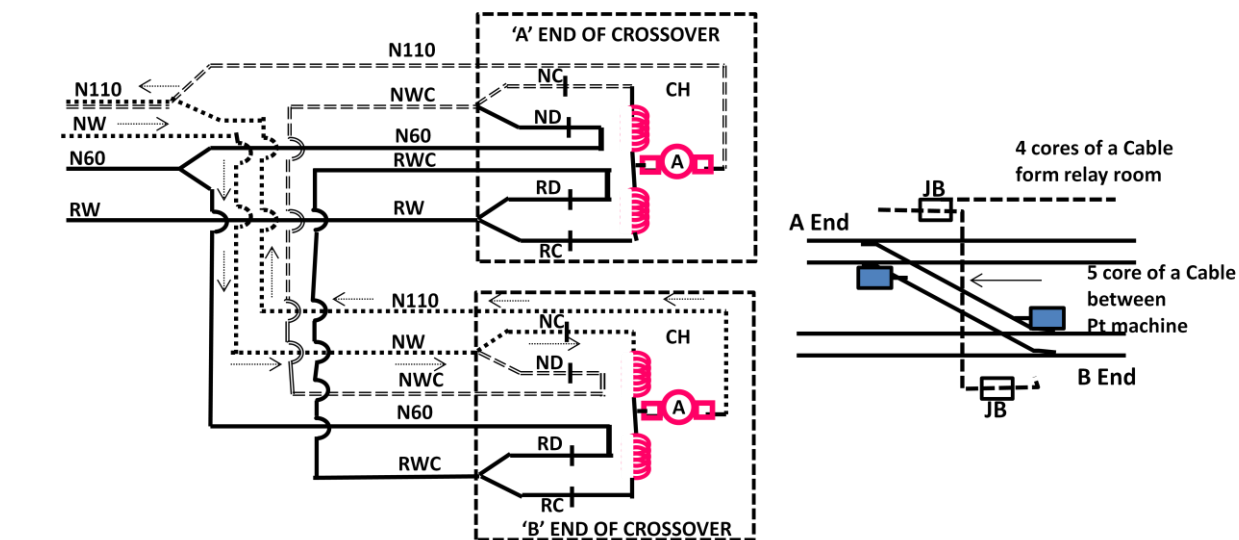 'A' END OF CROSSOVER
N110
N110
NC
CH
NWC
NW
ND
N60
N60
RWC
A
RD
RW
RW
RC
N110
NC
CH
NW
ND
NWC
A
N60
RD
RWC
RC
'B' END OF CROSSOVER
4 cores of a Cable
form relay room
JB
A End
5 core of a Cable
between
Pt machine
B End
JB